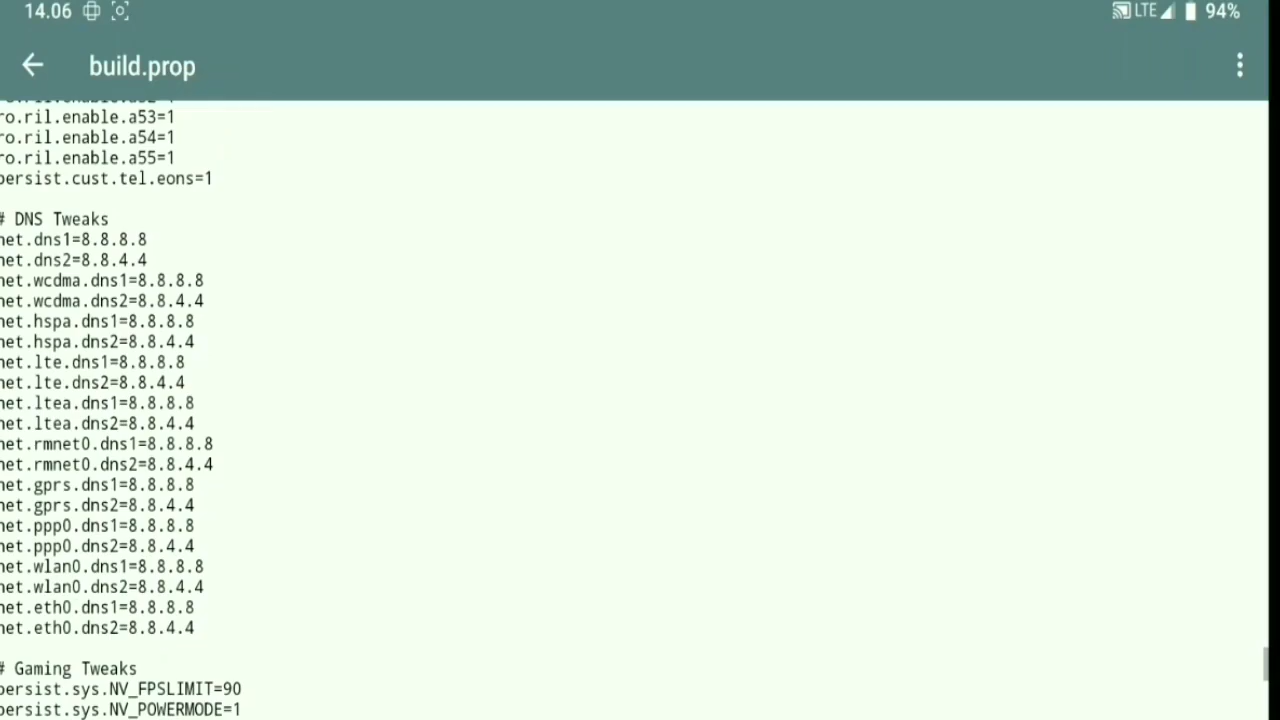 14.06
LTE 94%
build.prop
ro.ril.enable.a53=1
ro.ril.enable.a54=1
ro.ril.enable.a55=1
persist.cust.tel.eons=1
# DNS Tweaks
net.dns1=8.8.8.8
net.dns2=8.8.4.4
net.wcdma.dns1=8.8.8.8
net.wcdma.dns2=8.8.4.4
net.hspa.dns1=8.8.8.8
net.hspa.dns2=8.8.4.4
net.lte.dns1=8.8.8.8
net.lte.dns2=8.8.4.4
net.ltea.dns1=8.8.8.8
net.ltea.dns2=8.8.4.4
net.rmnet0.dns1=8.8.8.8
net.rmnet0.dns2=8.8.4.4
net.gprs.dns1=8.8.8.8
net.gprs.dns2=8.8.4.4
net.ppp0.dns1=8.8.8.8
net.ppp0.dns2=8.8.4.4
net.wlan0.dns1=8.8.8.8
net.wlan0.dns2=8.8.4.4
net.eth0.dns1=8.8.8.8
net.eth0.dns2=8.8.4.4
# Gaming Tweaks
persist.sys.NV_FPSLIMIT=90
persist.sys.NV_POWERMODE=1